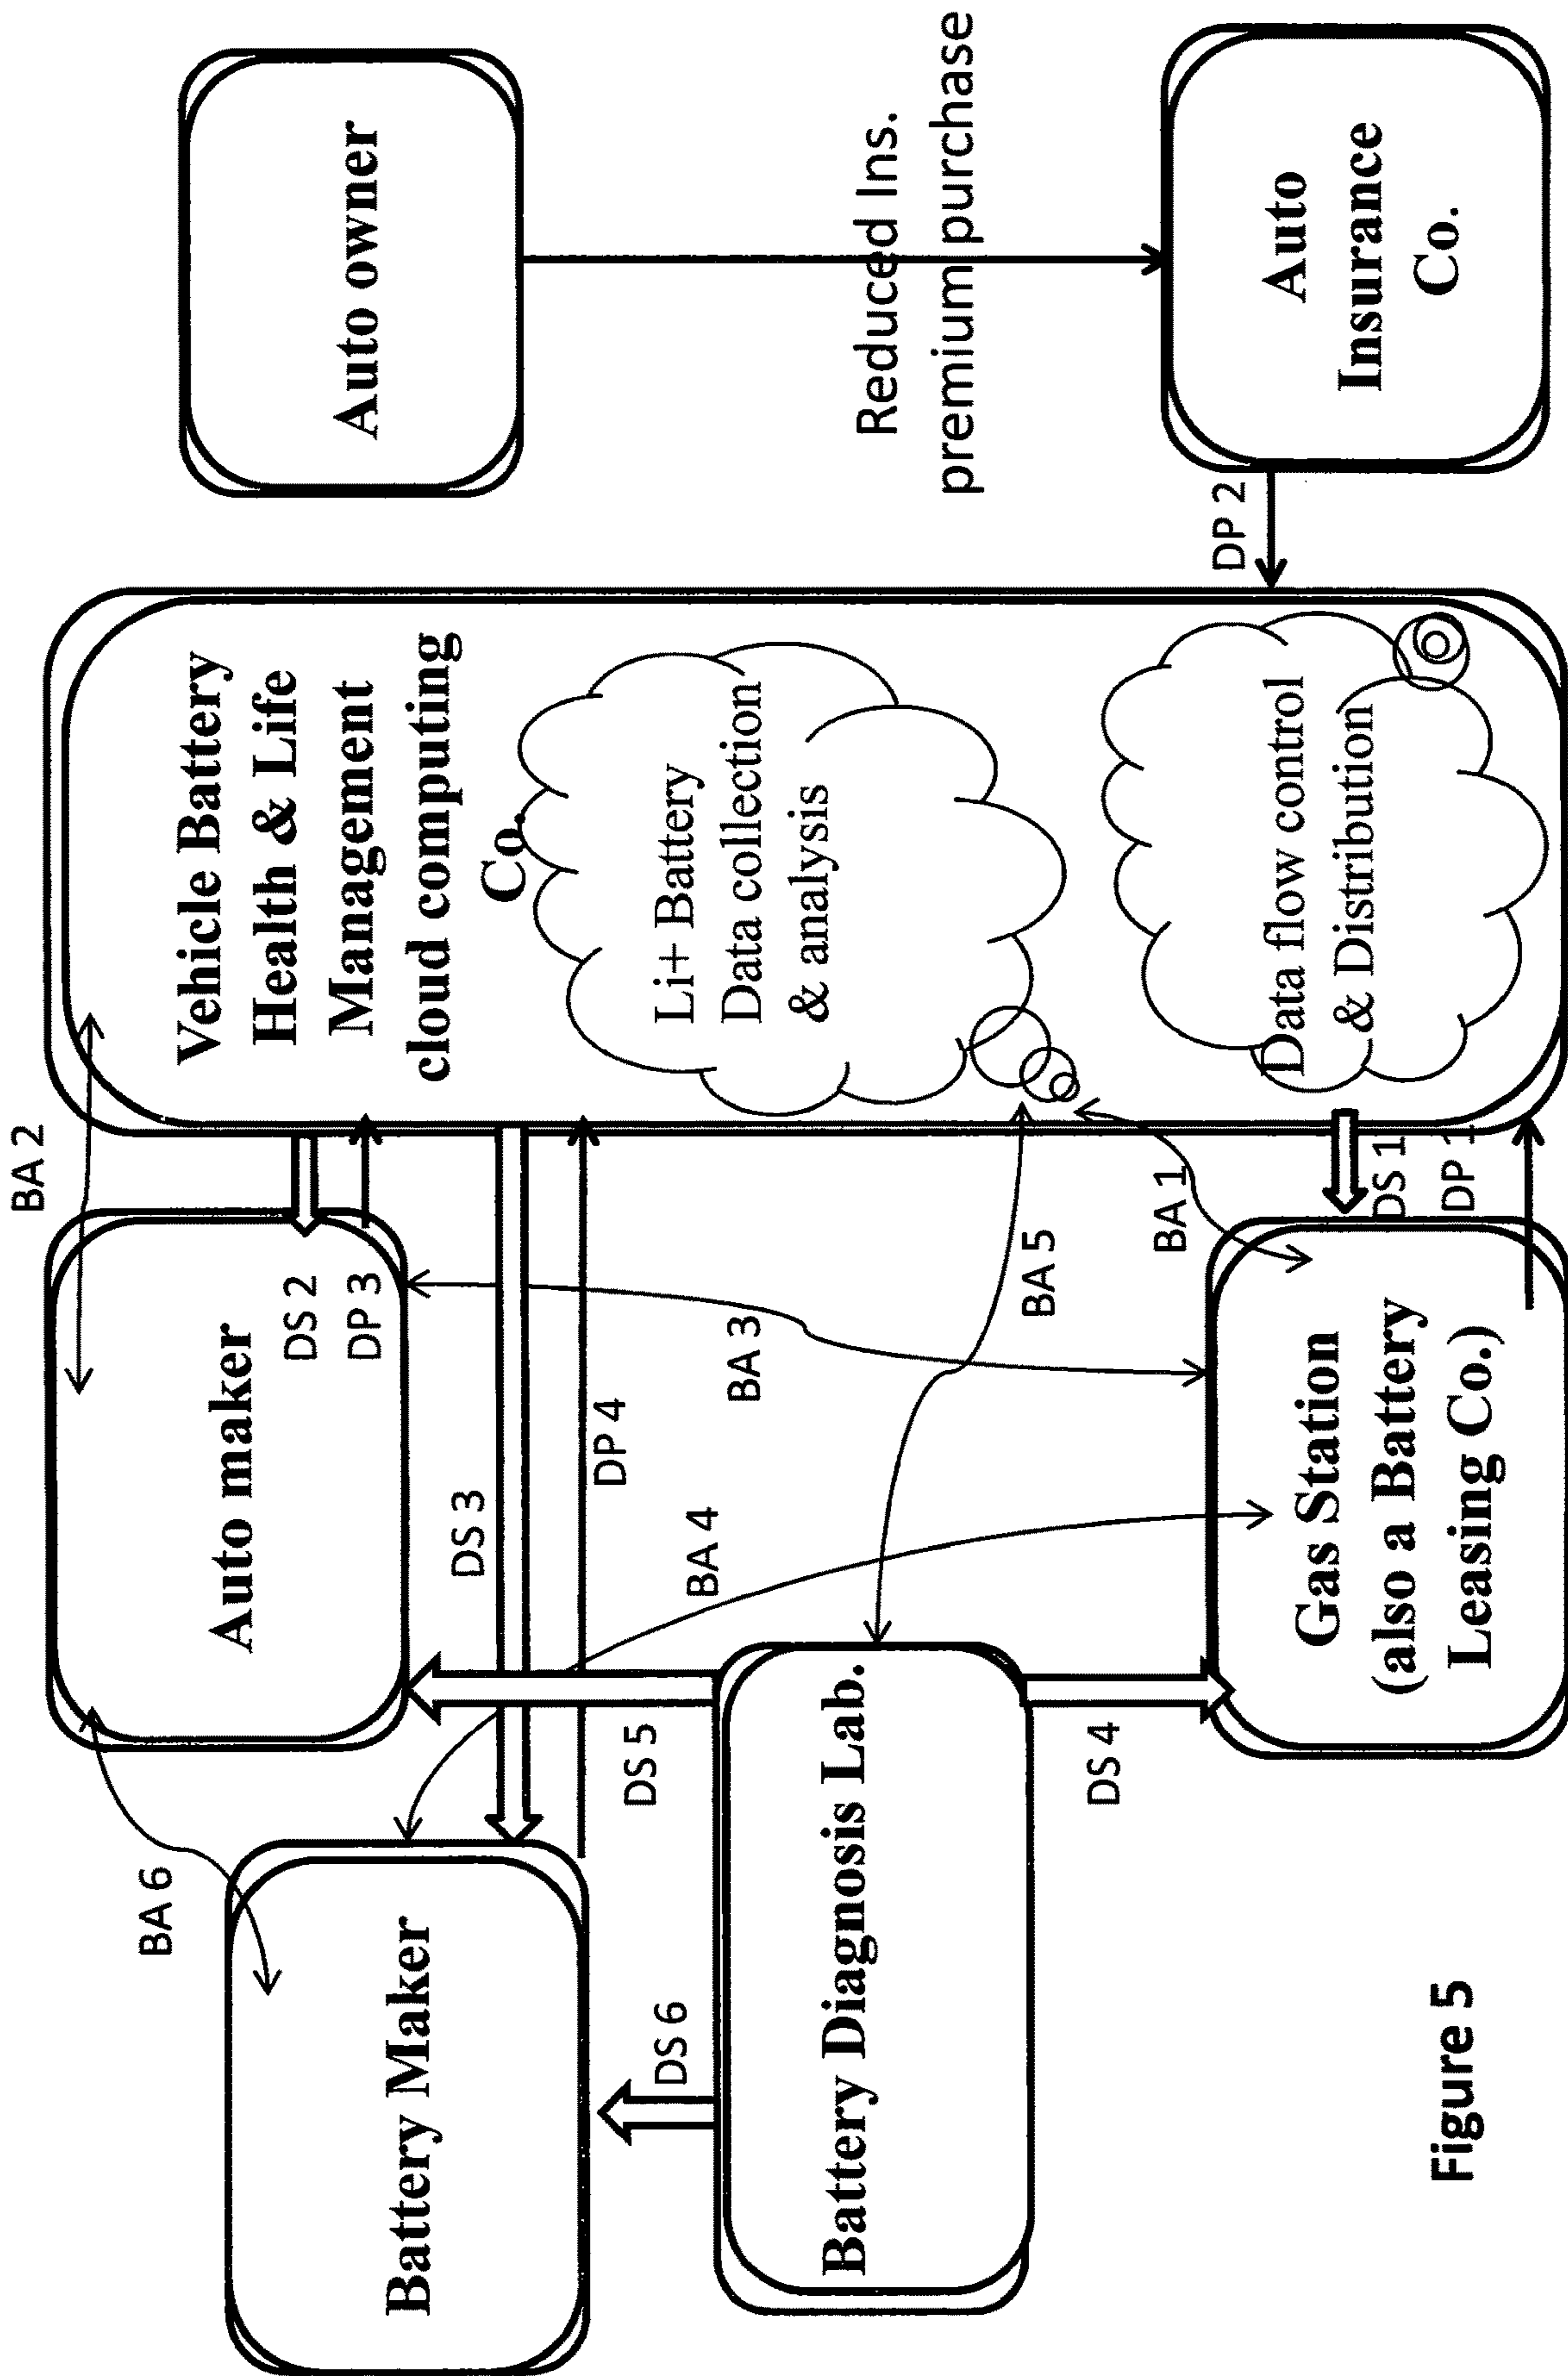 Auto owner
Reduced Ins.
premium purchase
Auto
Insurance
Co.
DP 2
Vehicle Battery
Health & Life
Management
cloud computing
Co.
Li+ Battery
Data collection
& analysis
Data flow control
& Distribution
BA 2
Auto maker
DS 2
DP 3
DS 3
DP 4
BA 3
BA 4
BA 5
BA 1
DS 1
DP 1
Gas Station
(also a Battery
Leasing Co.)
BA 6
Battery Maker
DS 6
DS 5
Battery Diagnosis Lab.
DS 4
Figure 5